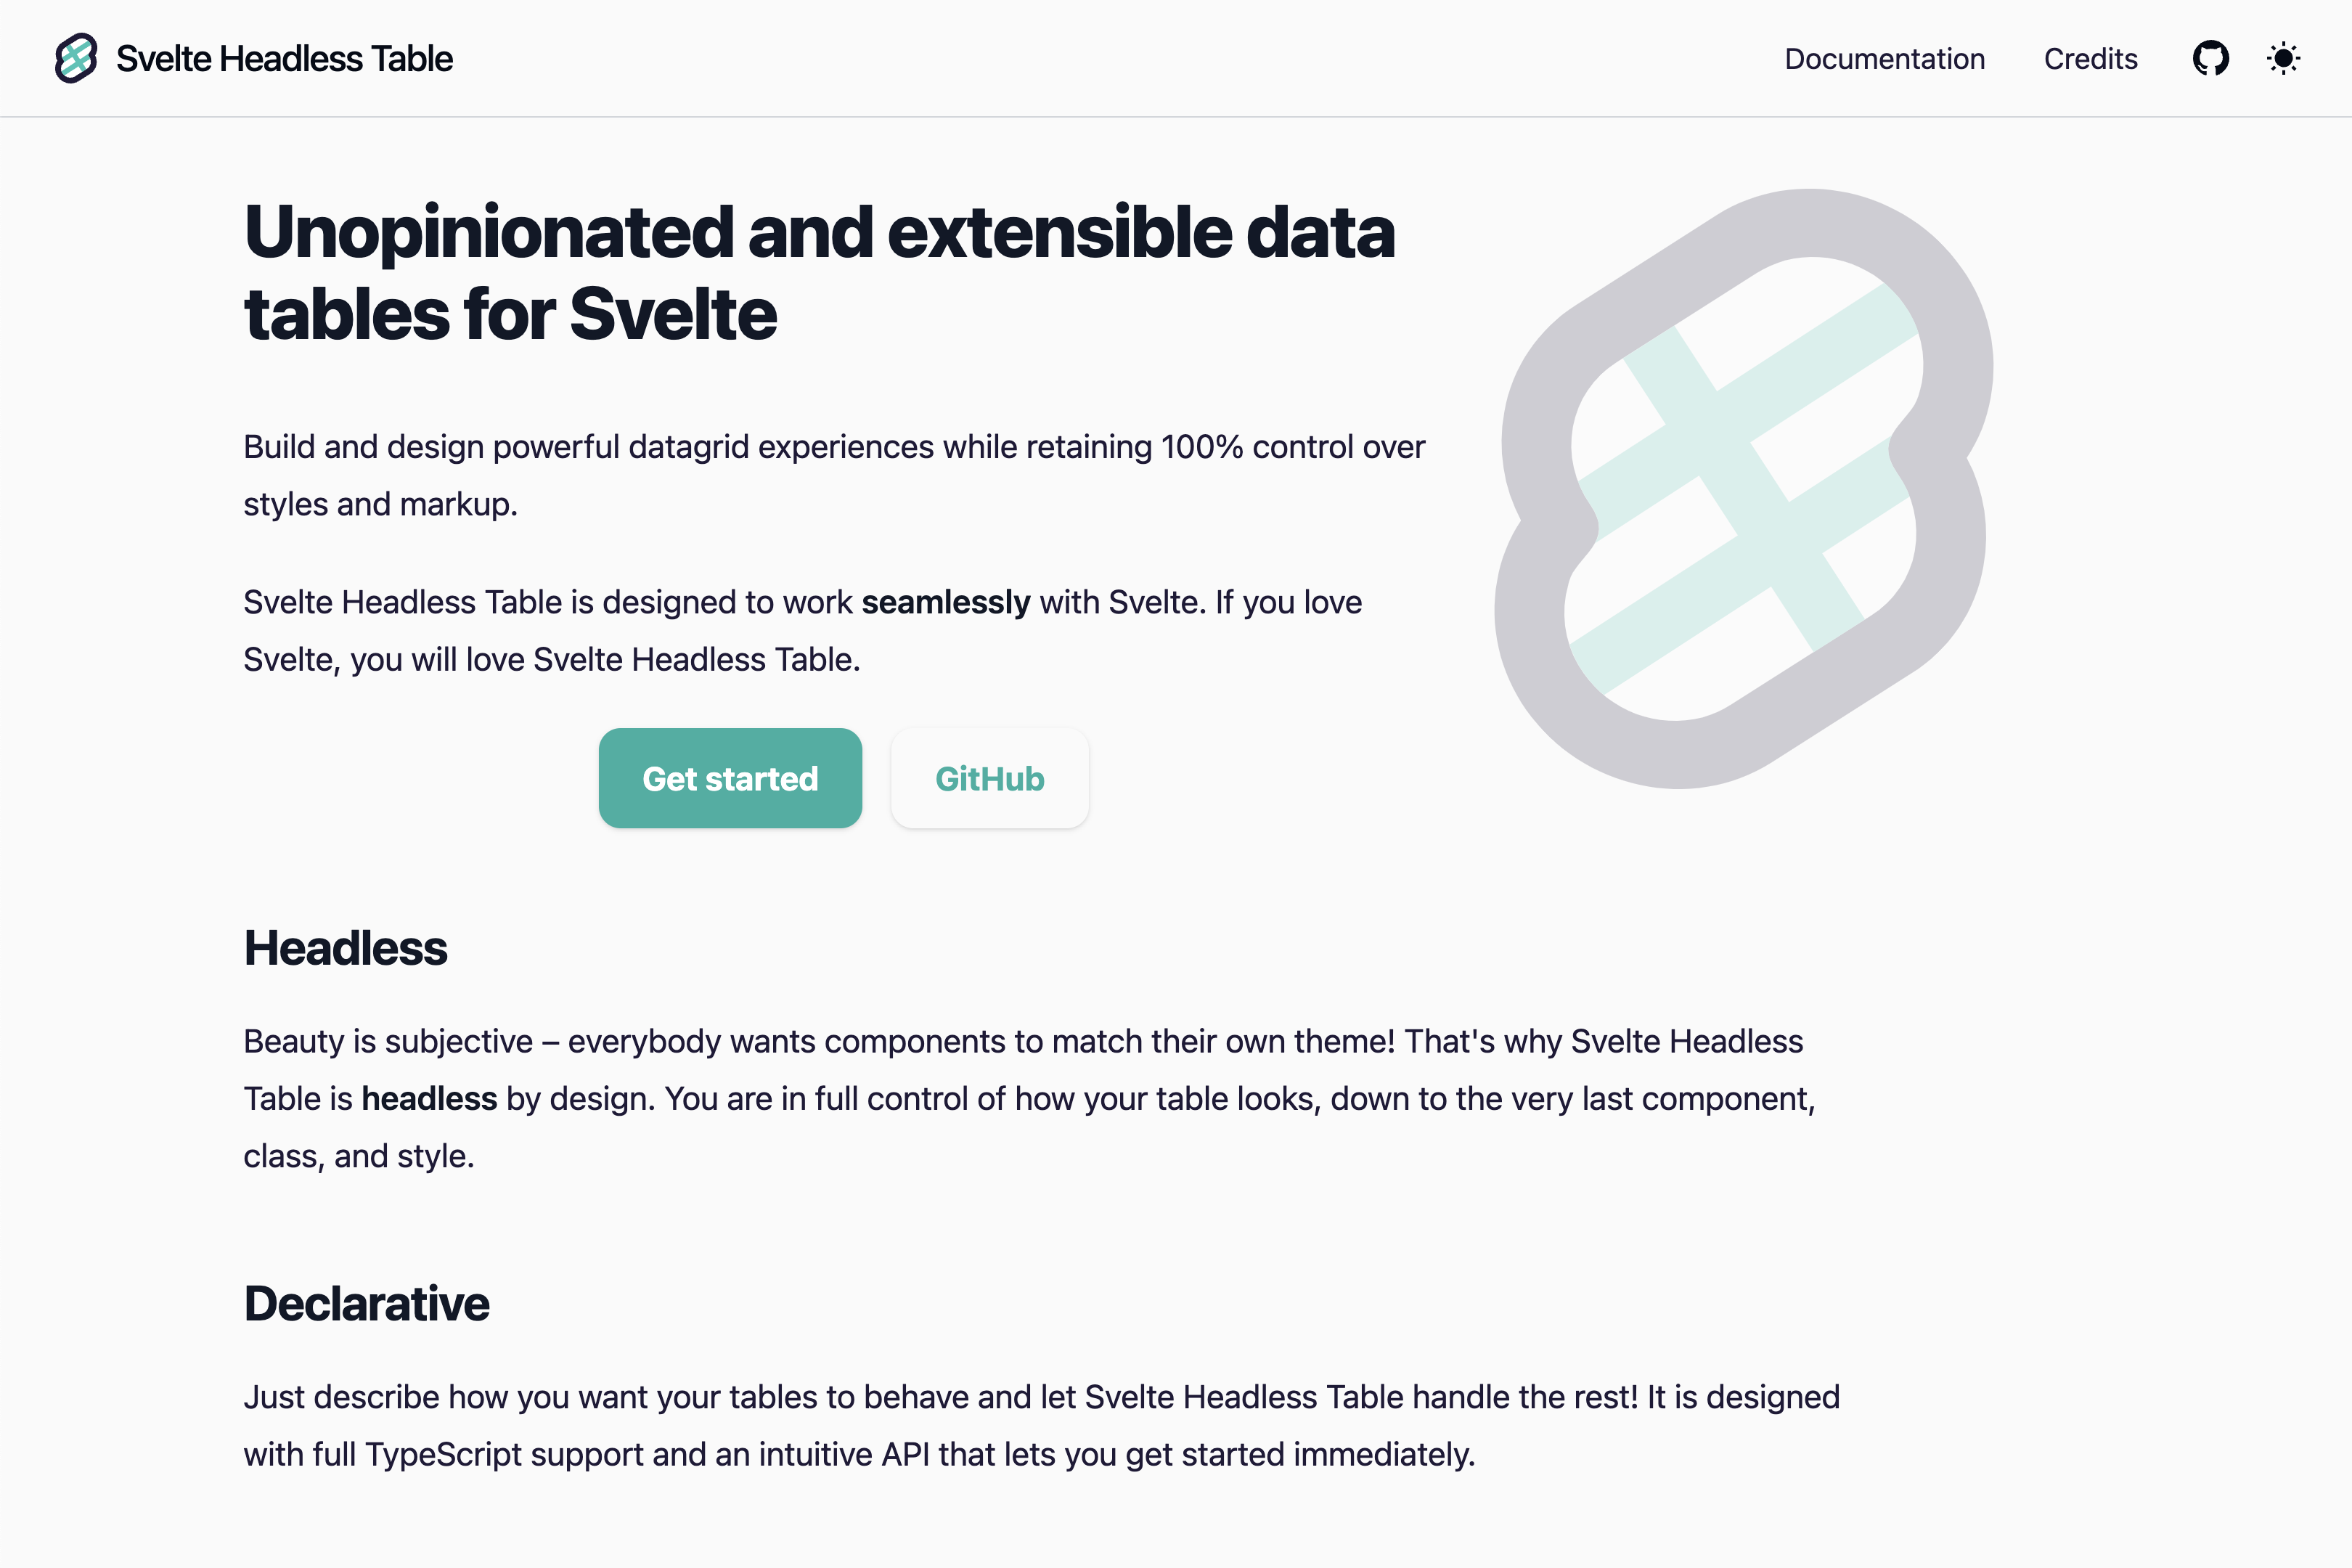 Svelte Headless Table
Documentation
Credits
Unopinionated and extensible data
tables for Svelte
Build and design powerful datagrid experiences while retaining 100% control over
styles and markup.
Svelte Headless Table is designed to work seamlessly with Svelte. If you love
Svelte, you will love Svelte Headless Table.
Get started
GitHub
Headless
Beauty is subjective – everybody wants components to match their own theme! That's why Svelte Headless
Table is headless by design. You are in full control of how your table looks, down to the very last component,
class, and style.
Declarative
Just describe how you want your tables to behave and let Svelte Headless Table handle the rest! It is designed
with full TypeScript support and an intuitive API that lets you get started immediately.